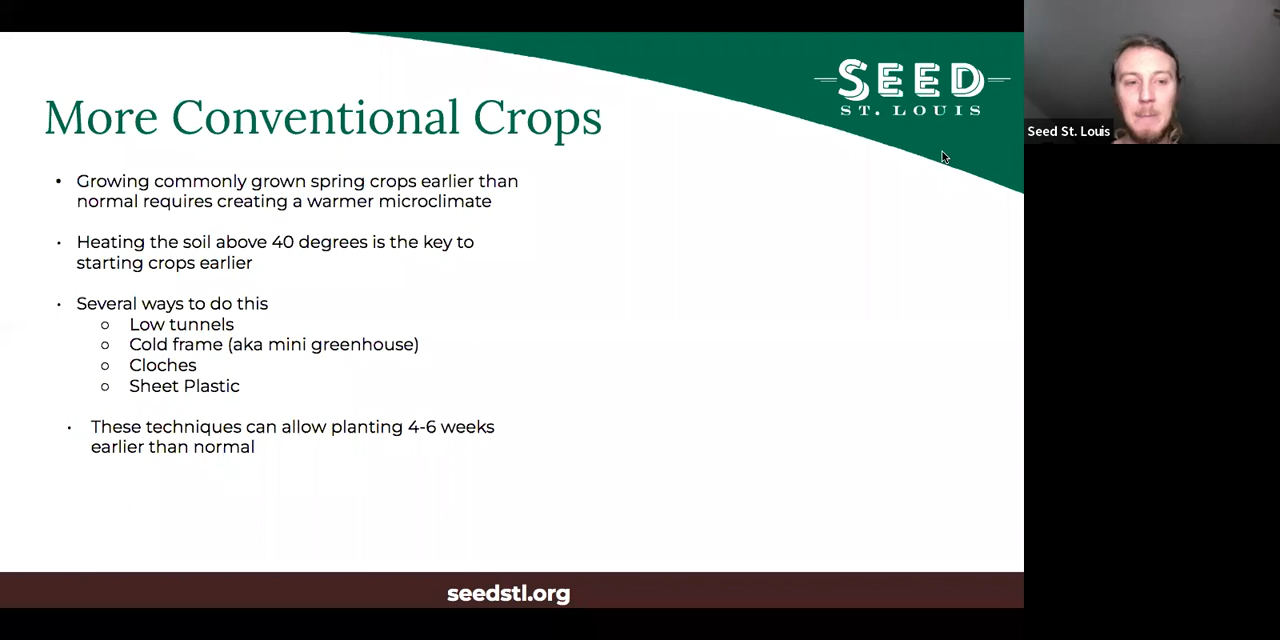 SEED
ST. LOUIS
More Conventional Crops
• Growing commonly grown spring crops earlier than
normal requires creating a warmer microclimate
• Heating the soil above 40 degrees is the key to
starting crops earlier
• Several ways to do this
○ Low tunnels
○ Cold frame (aka mini greenhouse)
○ Cloches
○ Sheet Plastic
• These techniques can allow planting 4-6 weeks
earlier than normal
seedstl.org
Seed St. Louis